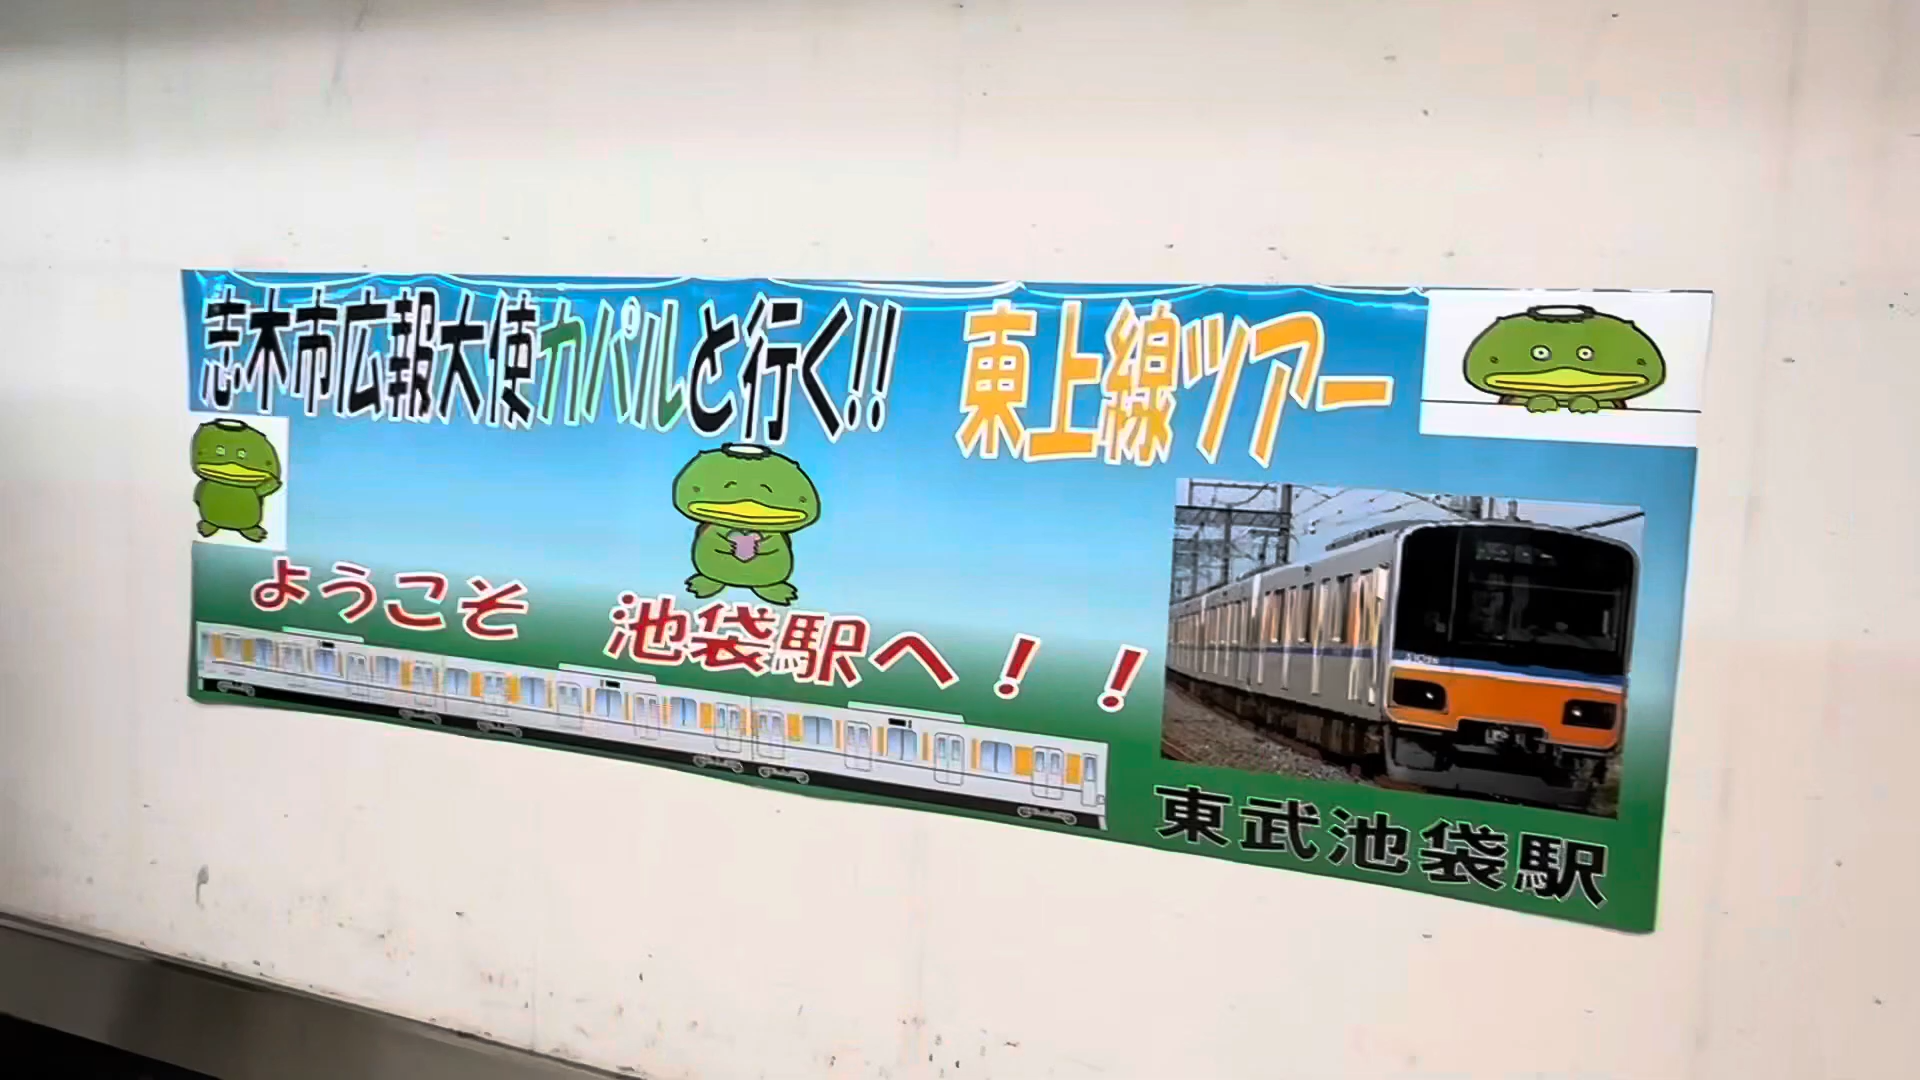 志木市広報大使カパルと行く!! 東上線ツアー
ようこそ 池袋駅へ！！
東武池袋駅